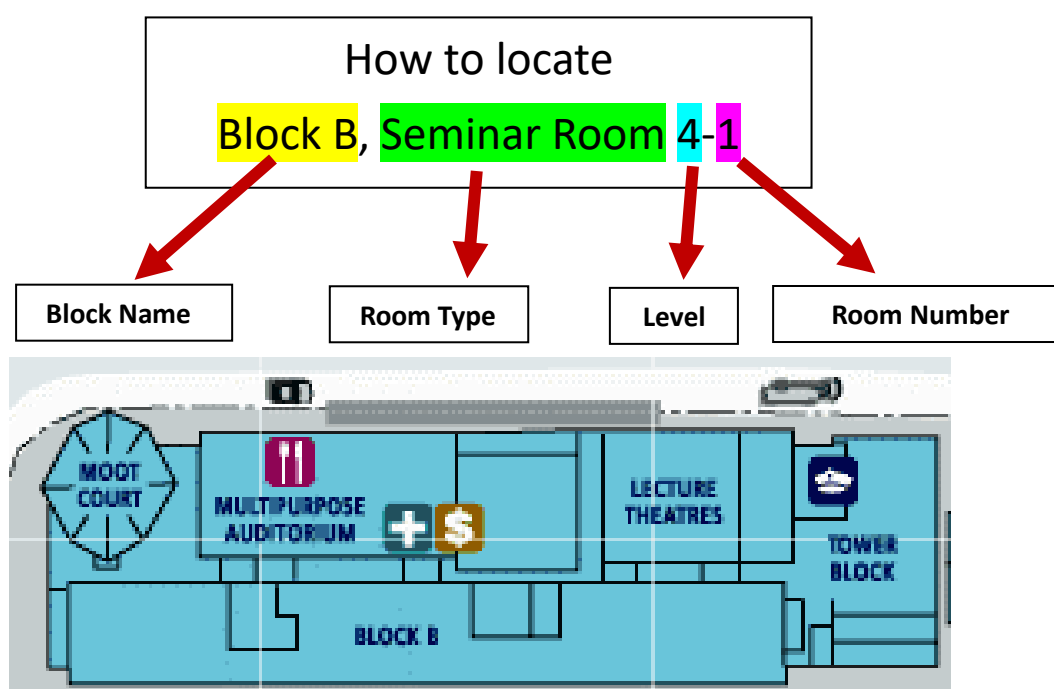 How to locate
Block B, Seminar Room 4-1
Block Name
Room Type
Level
Room Number
MOOT
COURT
MULTIPURPOSE
AUDITORIUM
$
LECTURE
THEATRES
TOWER
BLOCK
BLOCK B